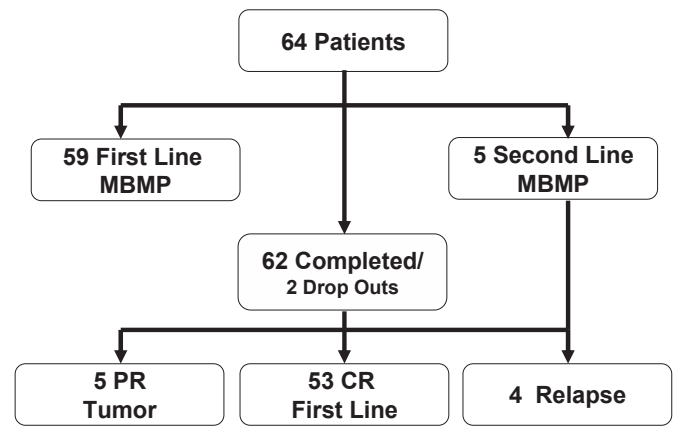 64 Patients
59 First Line
MBMP
5 Second Line
MBMP
62 Completed/
2 Drop Outs
5 PR
Tumor
53 CR
First Line
4 Relapse